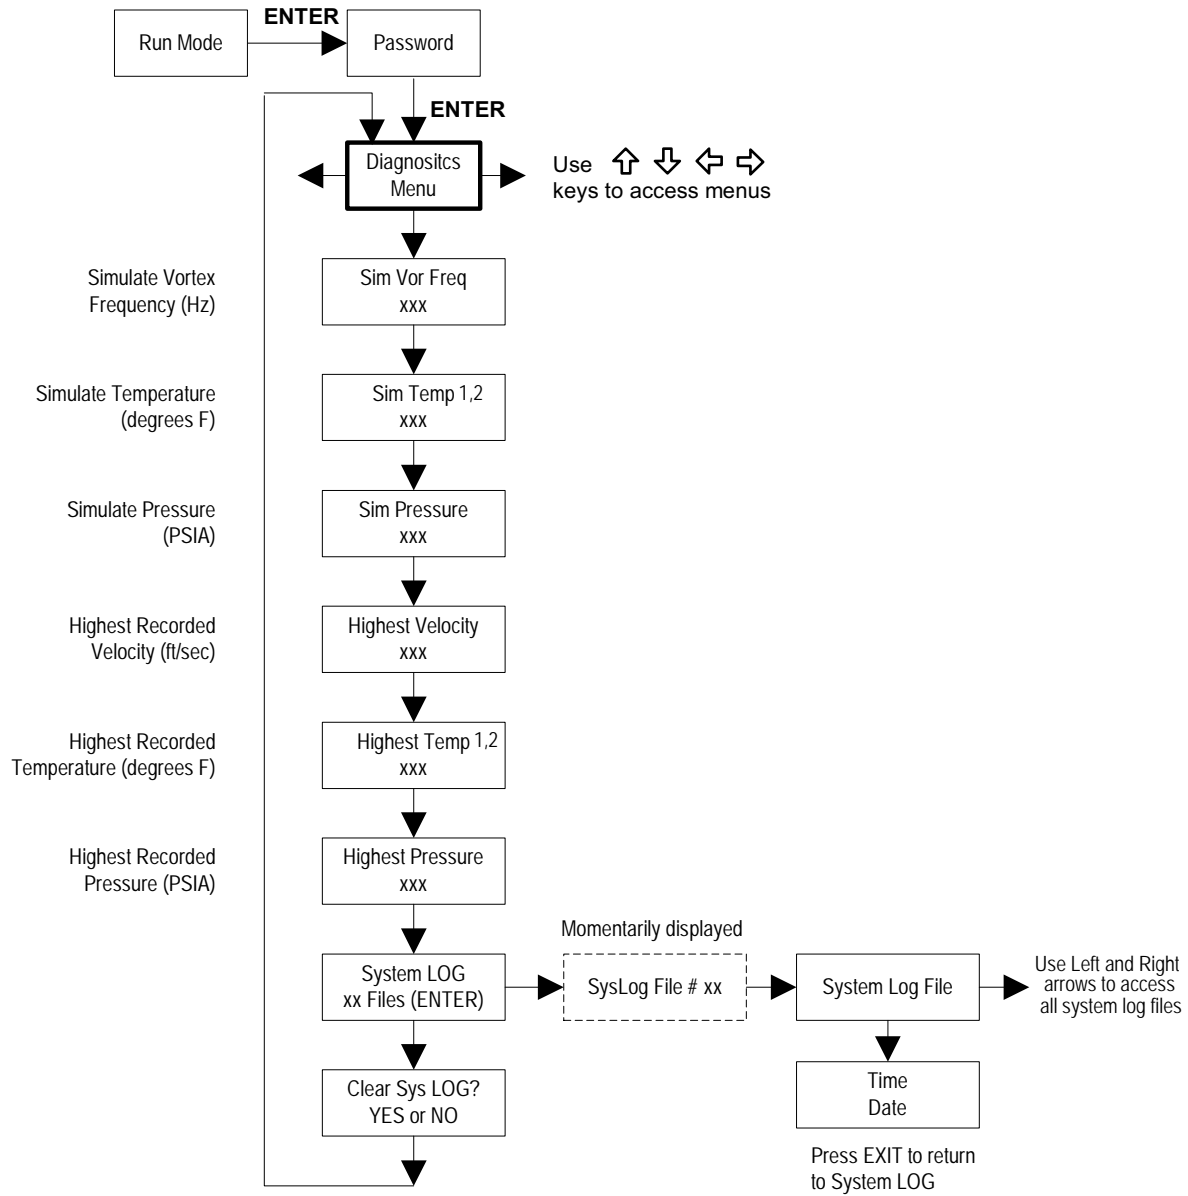 ENTER
Run Mode
Password
ENTER
Diagnositcs
Menu
Use
keys to access menus
Simulate Vortex
Frequency (Hz)
Sim Vor Freq
xxx
Simulate Temperature
(degrees F)
Sim Temp 1,2
xxx
Simulate Pressure
(PSIA)
Sim Pressure
xxx
Highest Recorded
Velocity (ft/sec)
Highest Velocity
xxx
Highest Recorded
Temperature (degrees F)
Highest Temp 1,2
xxx
Highest Recorded
Pressure (PSIA)
Highest Pressure
xxx
System LOG
xx Files (ENTER)
Momentarily displayed
SysLog File # xx
System Log File
Use Left and Right
arrows to access
all system log files
Time
Date
Press EXIT to return
to System LOG
Clear Sys LOG?
YES or NO